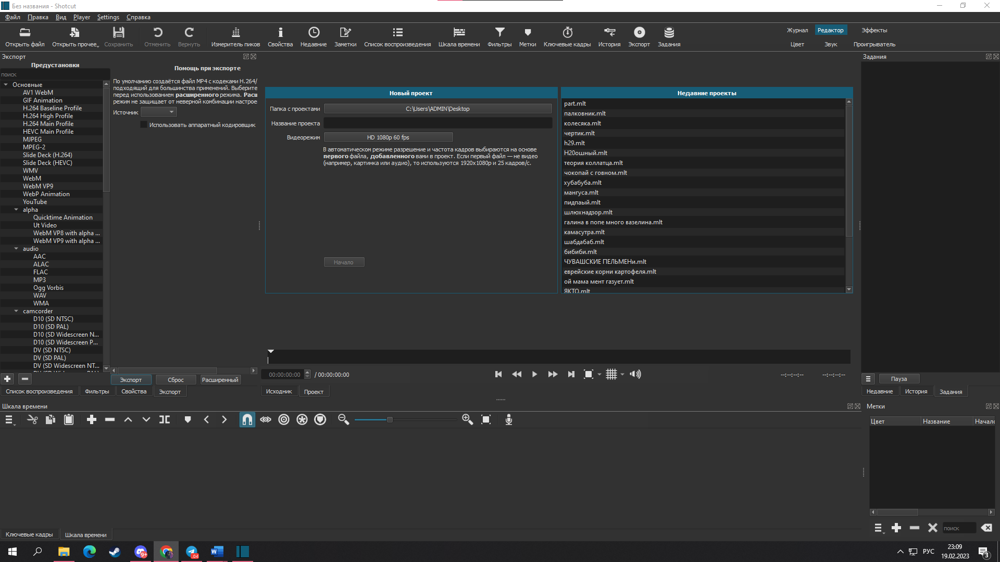 Без названия - Shotcut
Файл Правка Вид Player Settings Справка
Открыть файл Открыть прочее Сохранить Отменить Вернуть Измеритель пиков Свойства Недавние Заметки Список воспроизведения Шкала времени Фильтры Метки Ключевые кадры История Экспорт Задания
Журнал Редактор Эффекты
Цвет Звук Проигрыватель
Экспорт
Предустановки
поиск
Основные
AV1 WebM
GIF Animation
H.264 Baseline Profile
H.264 High Profile
H.264 Main Profile
HEVC Main Profile
MJPEG
MPEG-2
Slide Deck (H.264)
Slide Deck (HEVC)
WMV
WebM
WebM VP9
WebP Animation
YouTube
alpha
Quicktime Animation
Ut Video
WebM VP8 with alpha ...
WebM VP9 with alpha ...
audio
AAC
ALAC
FLAC
MP3
Ogg Vorbis
WAV
WMA
camcorder
D10 (SD NTSC)
D10 (SD PAL)
D10 (SD Widescreen N...
D10 (SD Widescreen P...
DV (SD NTSC)
DV (SD PAL)
DV (SD Widescreen NT...
Помощь при экспорте
По умолчанию создаётся файл MP4 с кодеками H.264/
подходящий для большинства применений. Выберите
перед использованием расширенного режима. Расш
режим не защищает от неверной комбинации настрое
Источник
Использовать аппаратный кодировщик
Экспорт Сброс Расширенный
Список воспроизведения Фильтры Свойства Экспорт
Новый проект
Папка с проектами C:\Users\ADMIN\Desktop
Название проекта
Видеорежим HD 1080p 60 fps
В автоматическом режиме разрешение и частота кадров выбираются на основе
первого файла, добавленного вами в проект. Если первый файл — не видео
(например, картинка или аудио), то используются 1920x1080p и 25 кадров/с.
Начало
Недавние проекты
part.mlt
палковник.mlt
колесяка.mlt
чертик.mlt
h29.mlt
Н20ошный.mlt
теория коллатца.mlt
чокопай с говном.mlt
хубабуба.mlt
мангуса.mlt
пидпаый.mlt
шлюхнадзор.mlt
галина в попе много вазелина.mlt
камасутра.mlt
шабдабаб.mlt
бибиби.mlt
ЧУВАШСКИЕ ПЕЛЬМЕНи.mlt
еврейские корни картофеля.mlt
ой мама мент газует.mlt
ЯКТО.mlt
00:00:00:00 / 00:00:00:00
--:--:--:-- --:--:--:--
Исходник Проект
Задания
Пауза
Недавние История Задания
Шкала времени
Ключевые кадры Шкала времени
Метки
Цвет Название Начало
поиск
9+
.04
РУС
23:09
19.02.2023
3